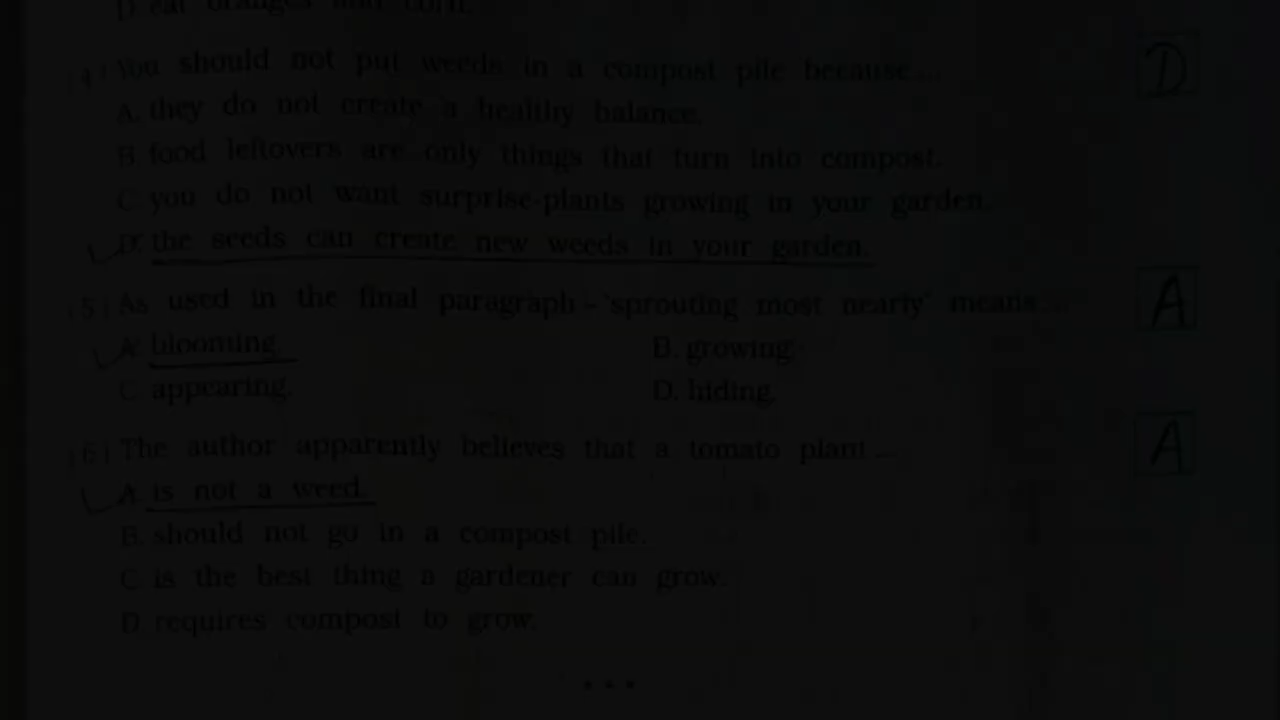 D. eat oranges and corn.
(4) You should not put weeds in a compost pile because... D
A. they do not create a healthy balance.
B. food leftovers are only things that turn into compost.
C. you do not want surprise-plants growing in your garden.
D. the seeds can create new weeds in your garden.
(5) As used in the final paragraph - 'sprouting most nearly' means... A
A. blooming B. growing
C. appearing. D. hiding.
(6) The author apparently believes that a tomato plant... A
A. is not a weed.
B. should not go in a compost pile.
C. is the best thing a gardener can grow.
D. requires compost to grow.